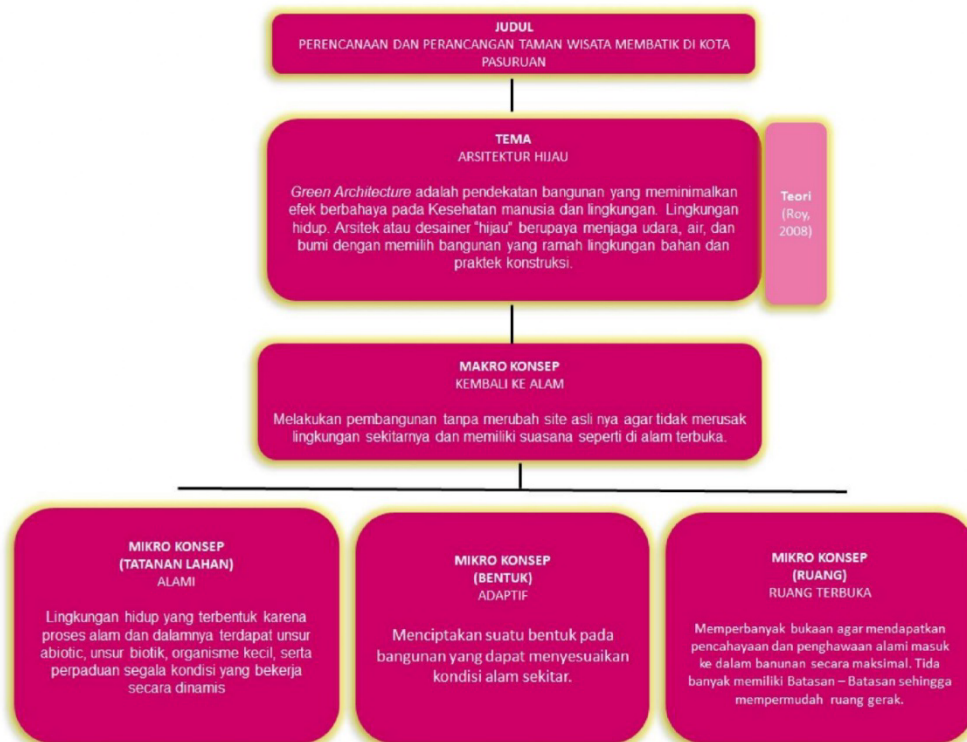 JUDUL
PERENCANAAN DAN PERANCANGAN TAMAN WISATA MEMBATIK DI KOTA
PASURUAN
TEMA
ARSITEKTUR HIJAU
Green Architecture adalah pendekatan bangunan yang meminimalkan
efek berbahaya pada Kesehatan manusia dan lingkungan. Lingkungan
hidup. Arsitek atau desainer “hijau” berupaya menjaga udara, air, dan
bumi dengan memilih bangunan yang ramah lingkungan bahan dan
praktek konstruksi.
Teori
(Roy,
2008)
MAKRO KONSEP
KEMBALI KE ALAM
Melakukan pembangunan tanpa merubah site asli nya agar tidak merusak
lingkungan sekitarnya dan memiliki suasana seperti di alam terbuka.
MIKRO KONSEP
(TATANAN LAHAN)
ALAMI
Lingkungan hidup yang terbentuk karena
proses alam dan dalamnya terdapat unsur
abiotic, unsur biotik, organisme kecil, serta
perpaduan segala kondisi yang bekerja
secara dinamis
MIKRO KONSEP
(BENTUK)
ADAPTIF
Menciptakan suatu bentuk pada
bangunan yang dapat menyesuaikan
kondisi alam sekitar.
MIKRO KONSEP
(RUANG)
RUANG TERBUKA
Memperbanyak bukaan agar mendapatkan
pencahayaan dan penghawaan alami masuk
ke dalam banunan secara maksimal. Tida
banyak memiliki Batasan – Batasan sehingga
mempermudah ruang gerak.